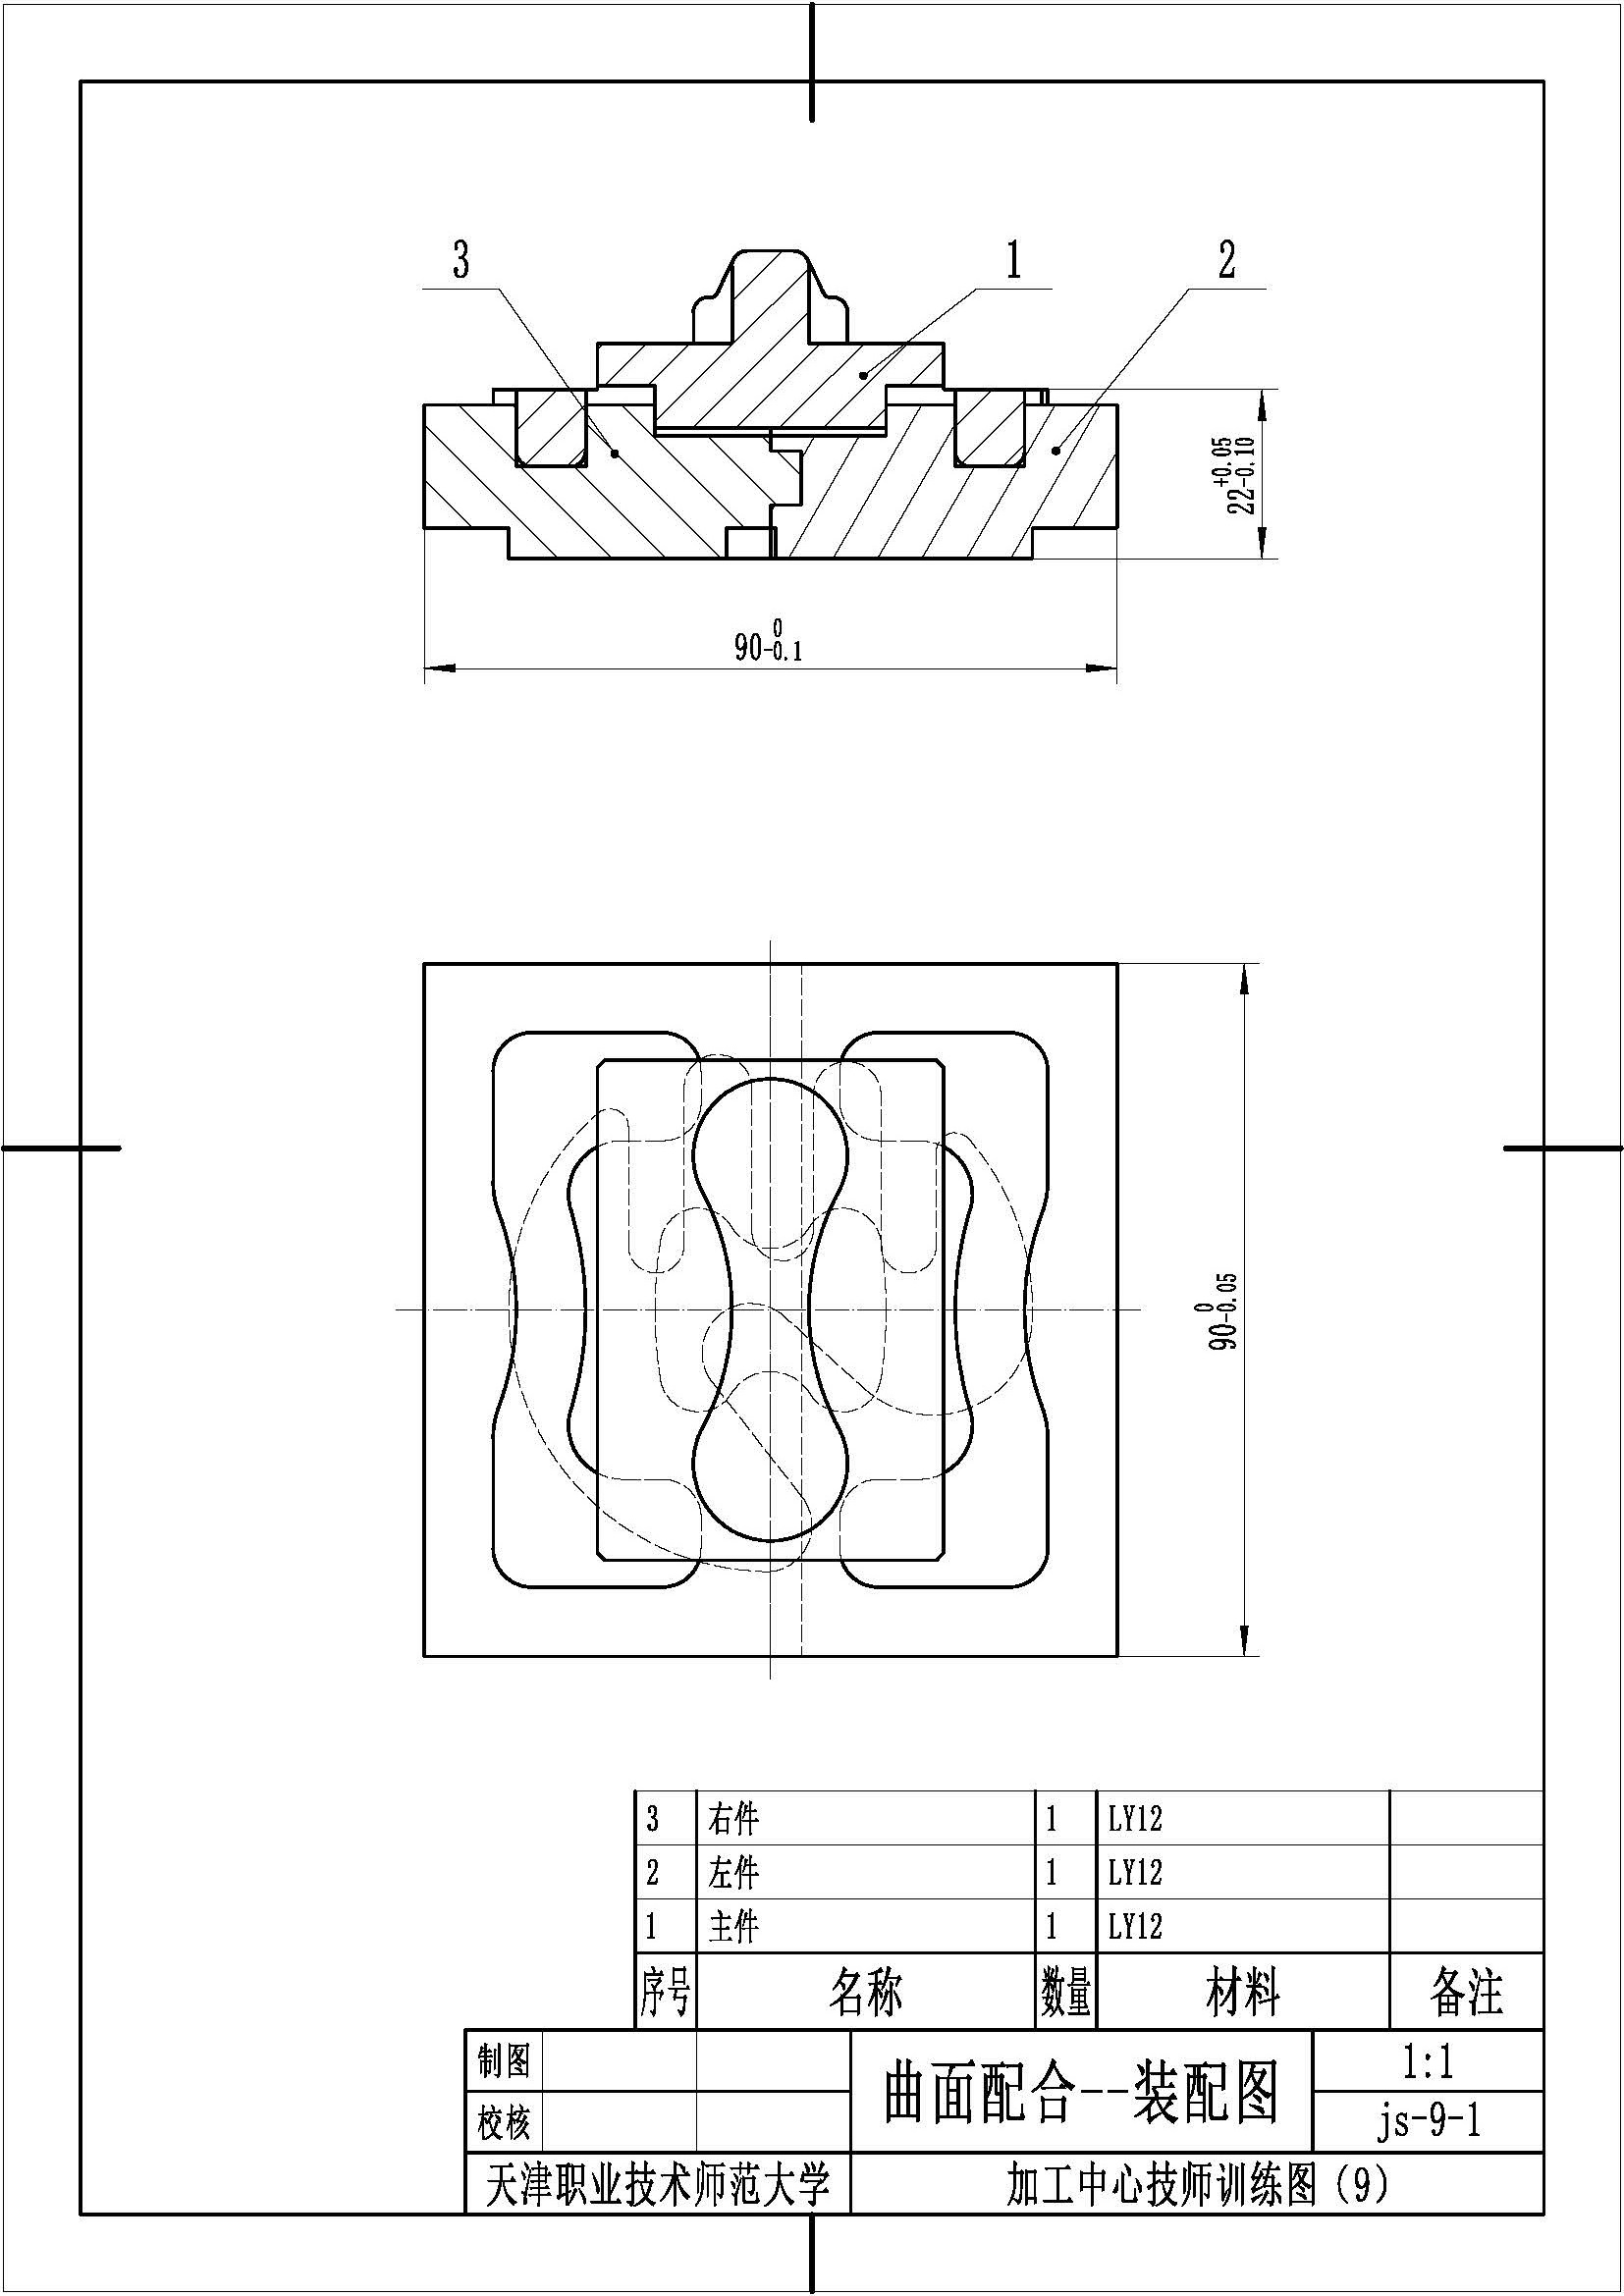 3
1
2
22 +0.05 -0.10
90 0 -0.1
90 0 -0.05
3 右件 1 LY12
2 左件 1 LY12
1 主件 1 LY12
序号 名称 数量 材料 备注
制图 曲面配合--装配图 1:1
校核 js-9-1
天津职业技术师范大学 加工中心技师训练图(9)